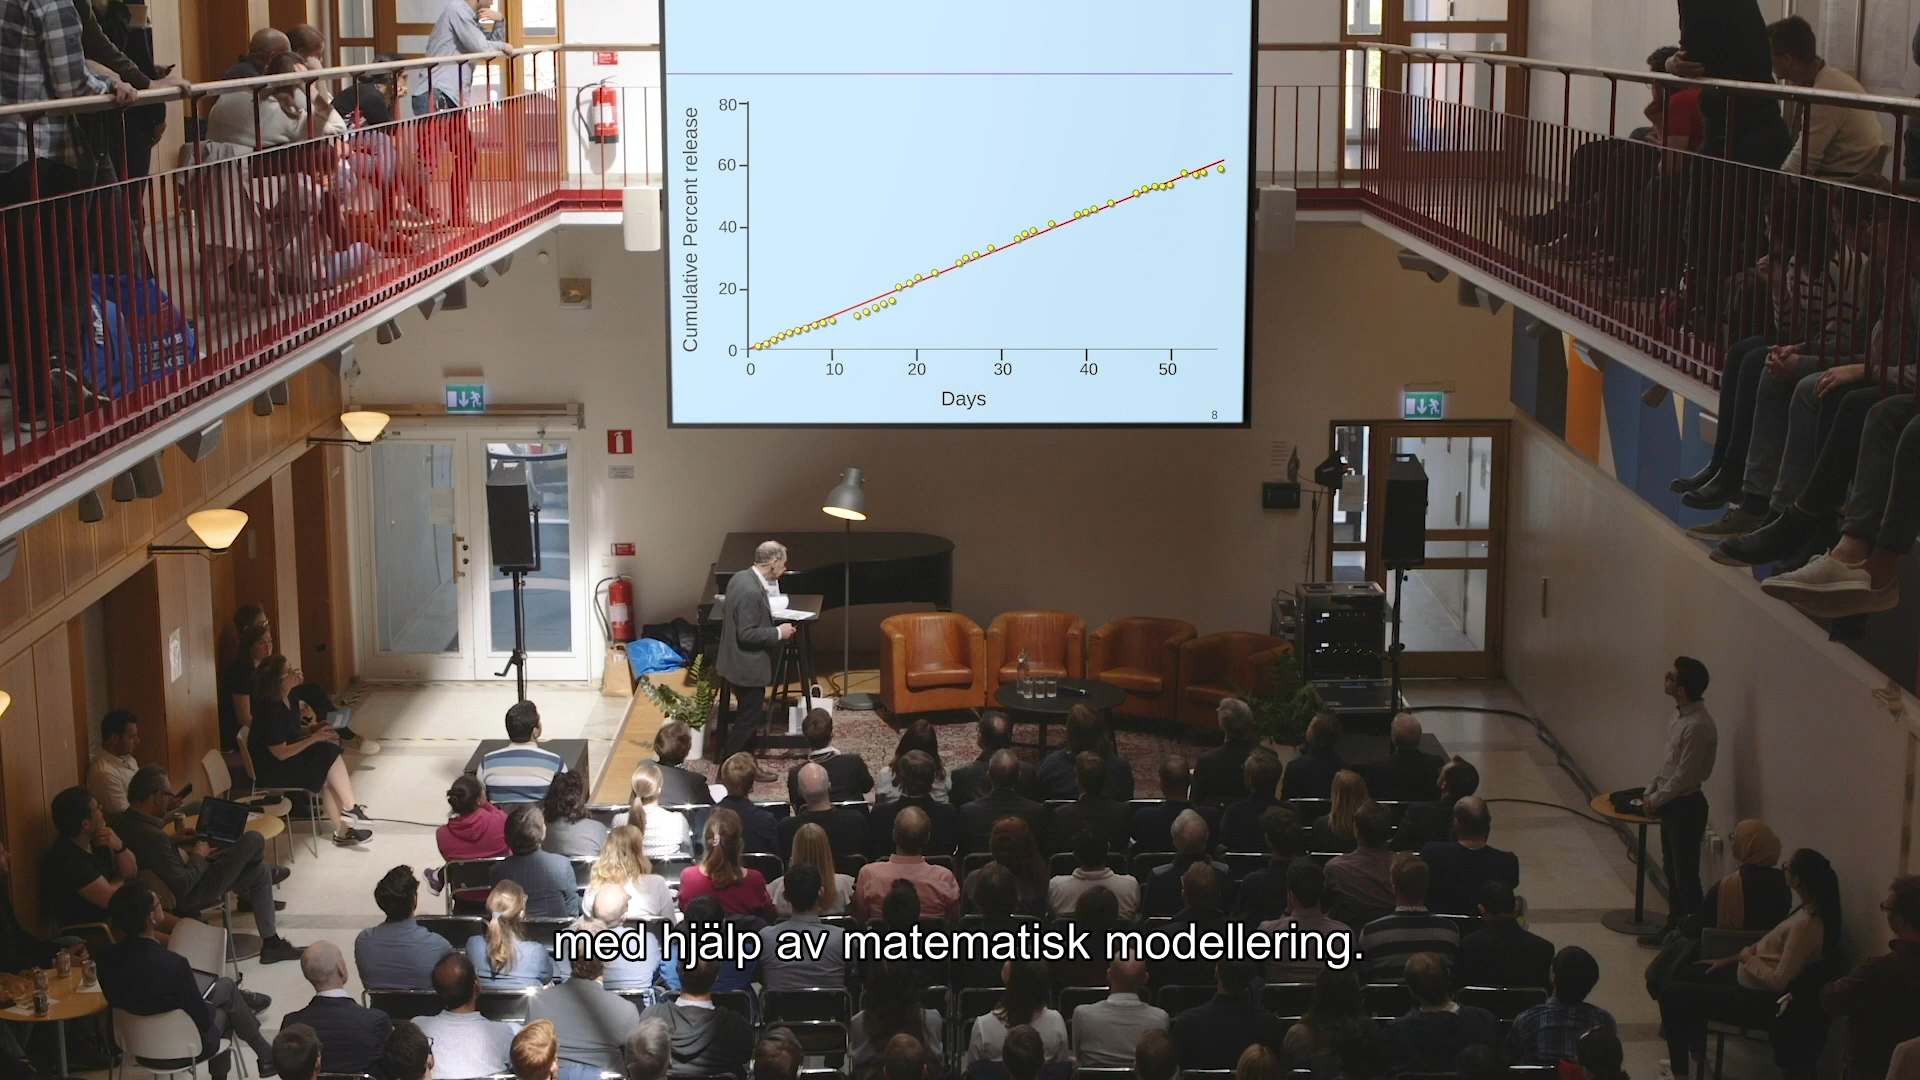 80
60
40
20
0
Cumulative Percent release
0 10 20 30 40 50
Days
8
med hjälp av matematisk modellering.